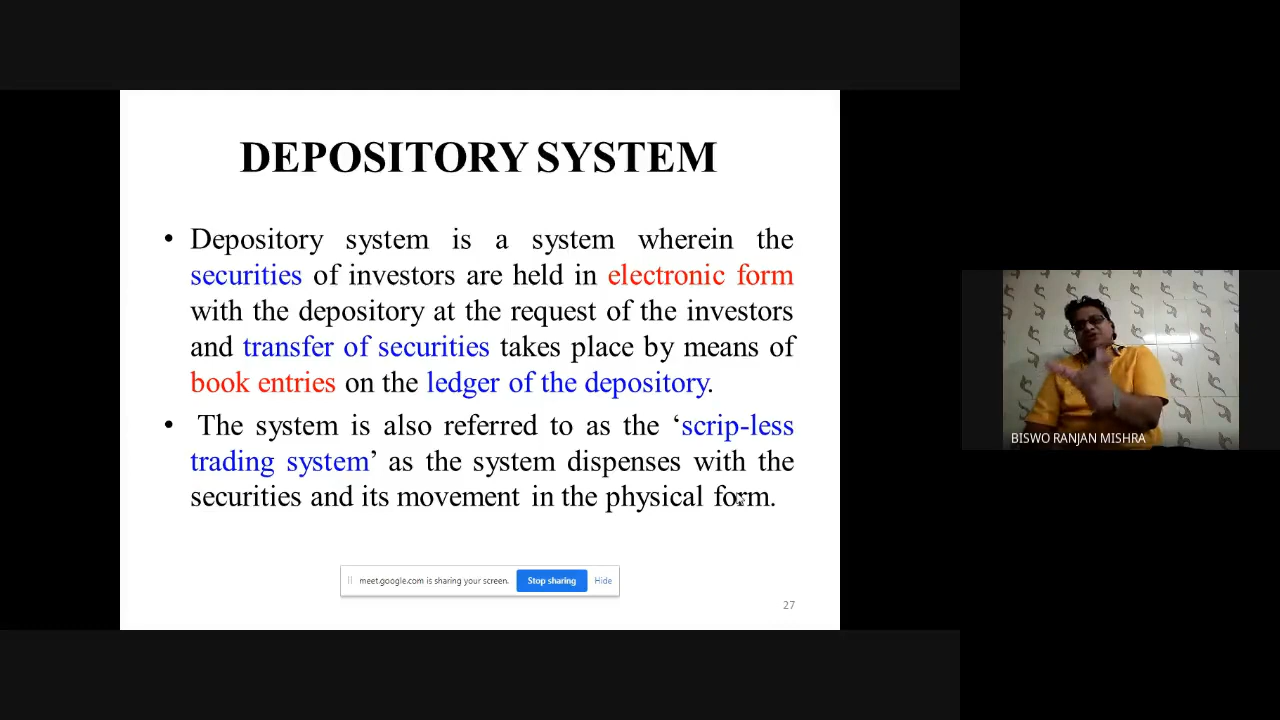 DEPOSITORY SYSTEM
• Depository system is a system wherein the
securities of investors are held in electronic form
with the depository at the request of the investors
and transfer of securities takes place by means of
book entries on the ledger of the depository.
• The system is also referred to as the ‘scrip-less
trading system’ as the system dispenses with the
securities and its movement in the physical form.
meet.google.com is sharing your screen. Stop sharing Hide
27
BISWO RANJAN MISHRA